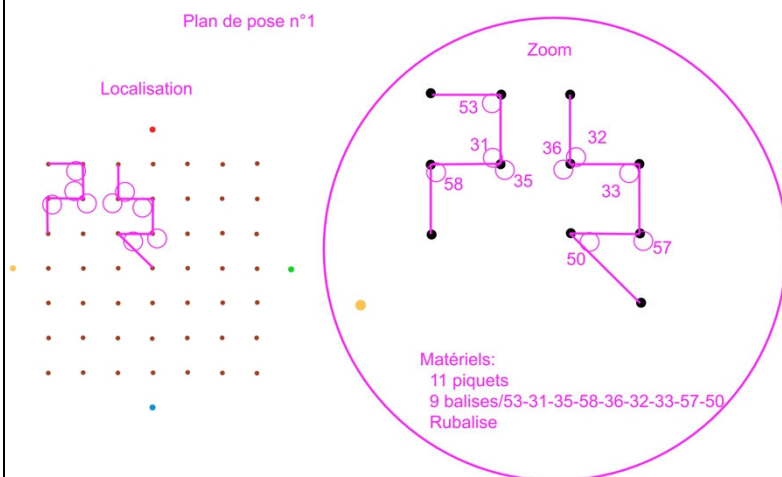 Plan de pose n°1
Localisation
Zoom
53
31
32
36
58
35
33
50
57
Matériels:
11 piquets
9 balises/53-31-35-58-36-32-33-57-50
Rubalise